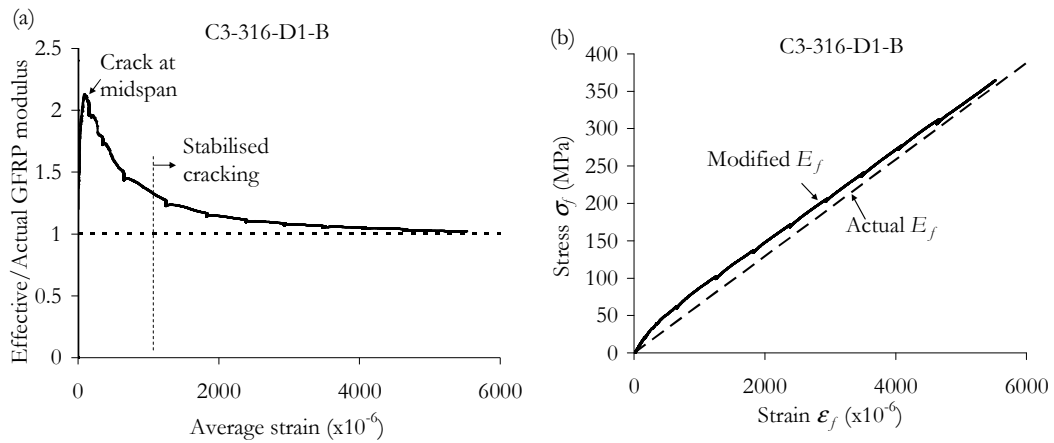 (a)
C3-316-D1-B
Effective/Actual GFRP modulus
2.5
2
1.5
1
0.5
0
Crack at
midspan
Stabilised
cracking
0
2000
4000
6000
Average strain (x10-6)
(b)
C3-316-D1-B
Stress σf (MPa)
400
350
300
250
200
150
100
50
0
Modified Ef
Actual Ef
0
2000
4000
6000
Strain εf (x10-6)